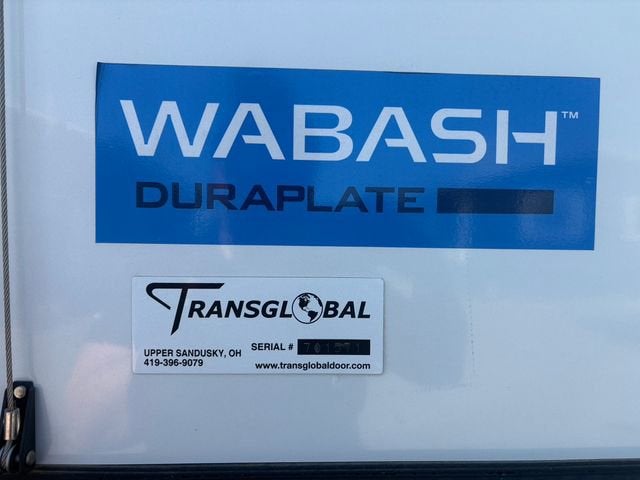 WABASH™
DURAPLATE
TRANSGLOBAL
SERIAL #
UPPER SANDUSKY, OH
419-396-9079
www.transglobaldoor.com